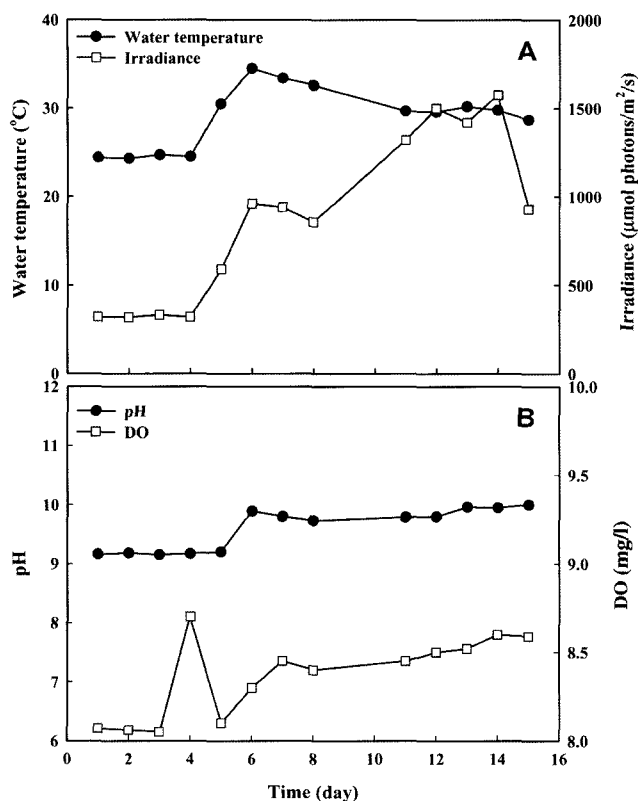 Water temperature
Irradiance
A
40
30
20
10
0
Water temperature (°C)
2000
1500
1000
500
0
Irradiance (μmol photons/m²/s)
pH
DO
B
12
11
10
9
8
7
6
pH
10.0
9.5
9.0
8.5
8.0
DO (mg/l)
0 2 4 6 8 10 12 14 16
Time (day)